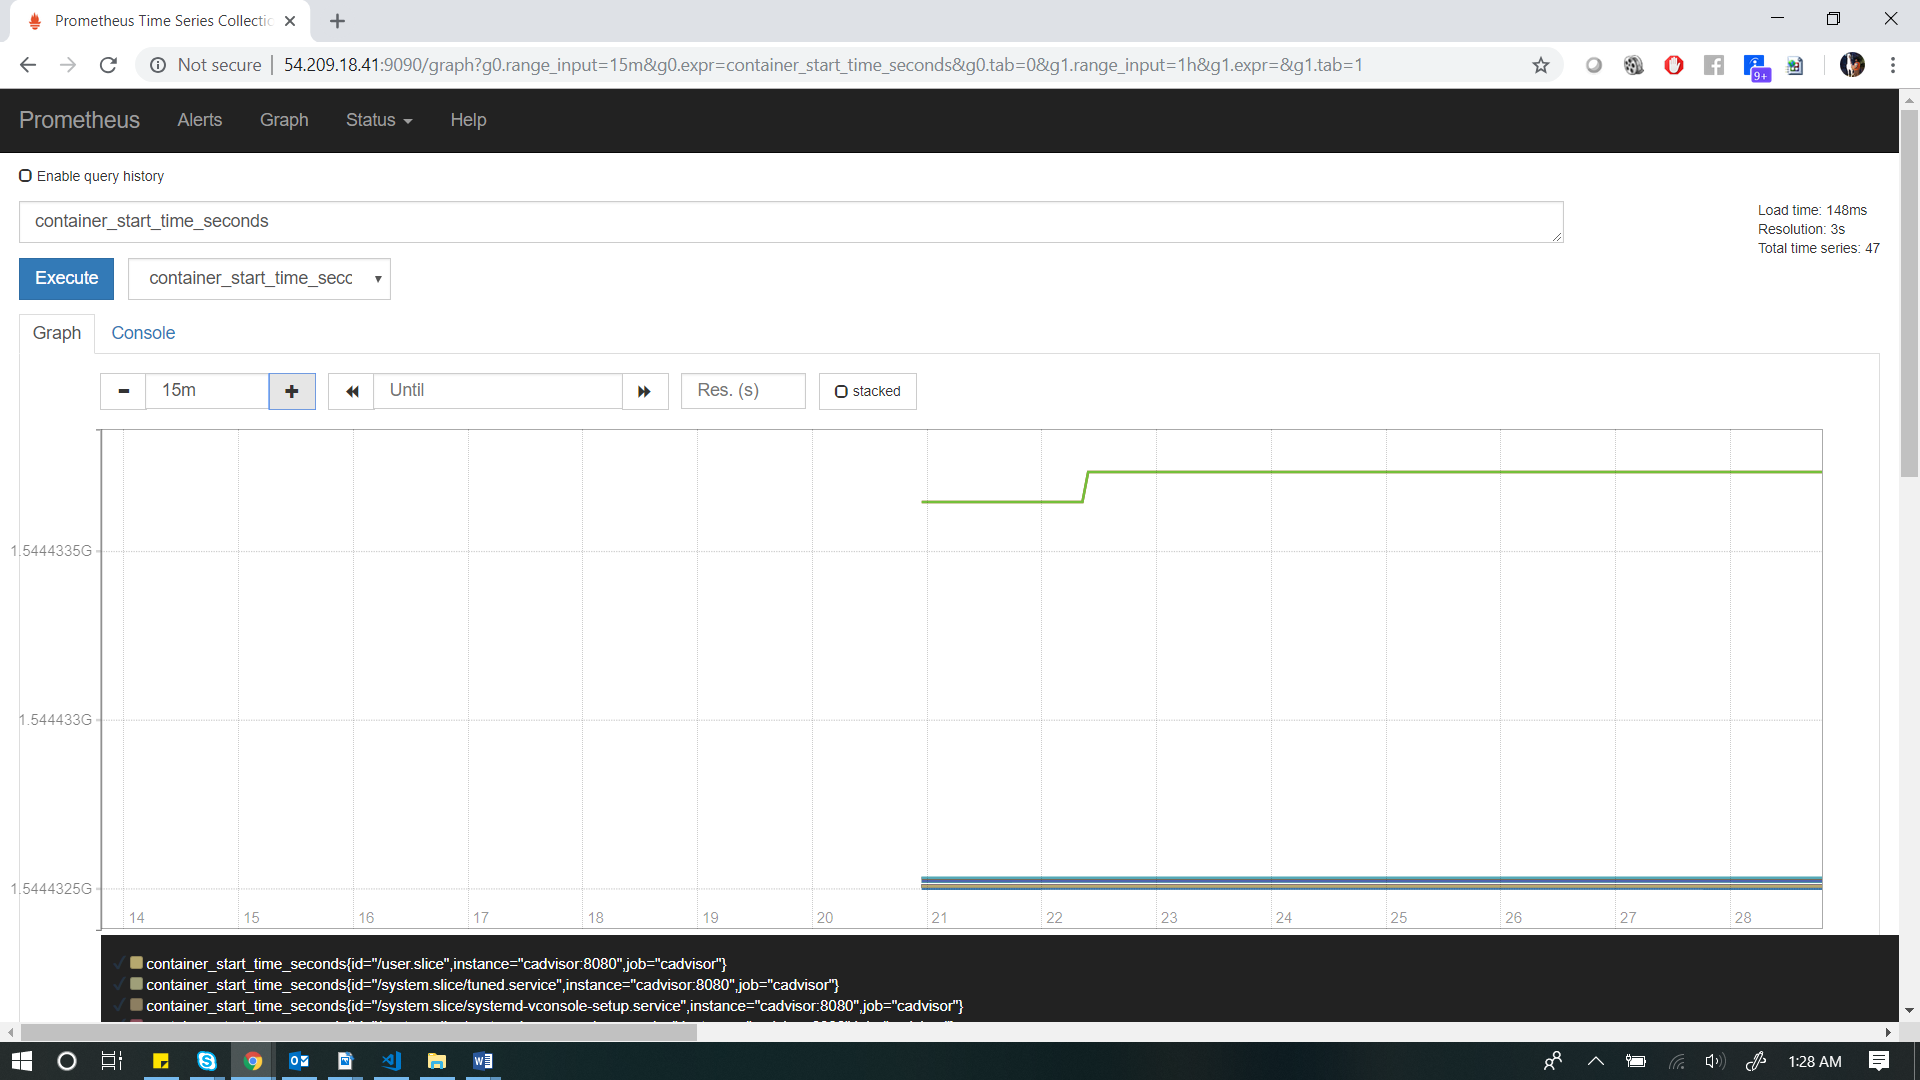 Prometheus Time Series Collectio
Not secure | 54.209.18.41:9090/graph?g0.range_input=15m&g0.expr=container_start_time_seconds&g0.tab=0&g1.range_input=1h&g1.expr=&g1.tab=1
9+
Prometheus Alerts Graph Status Help
Enable query history
container_start_time_seconds
Load time: 148ms
Resolution: 3s
Total time series: 47
Execute container_start_time_secc
Graph Console
15m Until Res. (s) stacked
1.5444335G
1.544433G
1.5444325G
14 15 16 17 18 19 20 21 22 23 24 25 26 27 28
container_start_time_seconds{id="/user.slice",instance="cadvisor:8080",job="cadvisor"}
container_start_time_seconds{id="/system.slice/tuned.service",instance="cadvisor:8080",job="cadvisor"}
container_start_time_seconds{id="/system.slice/systemd-vconsole-setup.service",instance="cadvisor:8080",job="cadvisor"}
1:28 AM